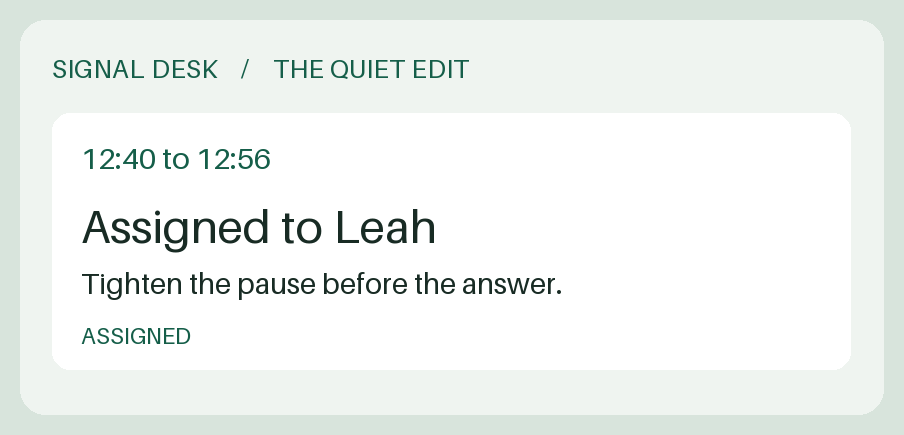 SIGNAL DESK / THE QUIET EDIT
12:40 to 12:56
Assigned to Leah
Tighten the pause before the answer.
ASSIGNED